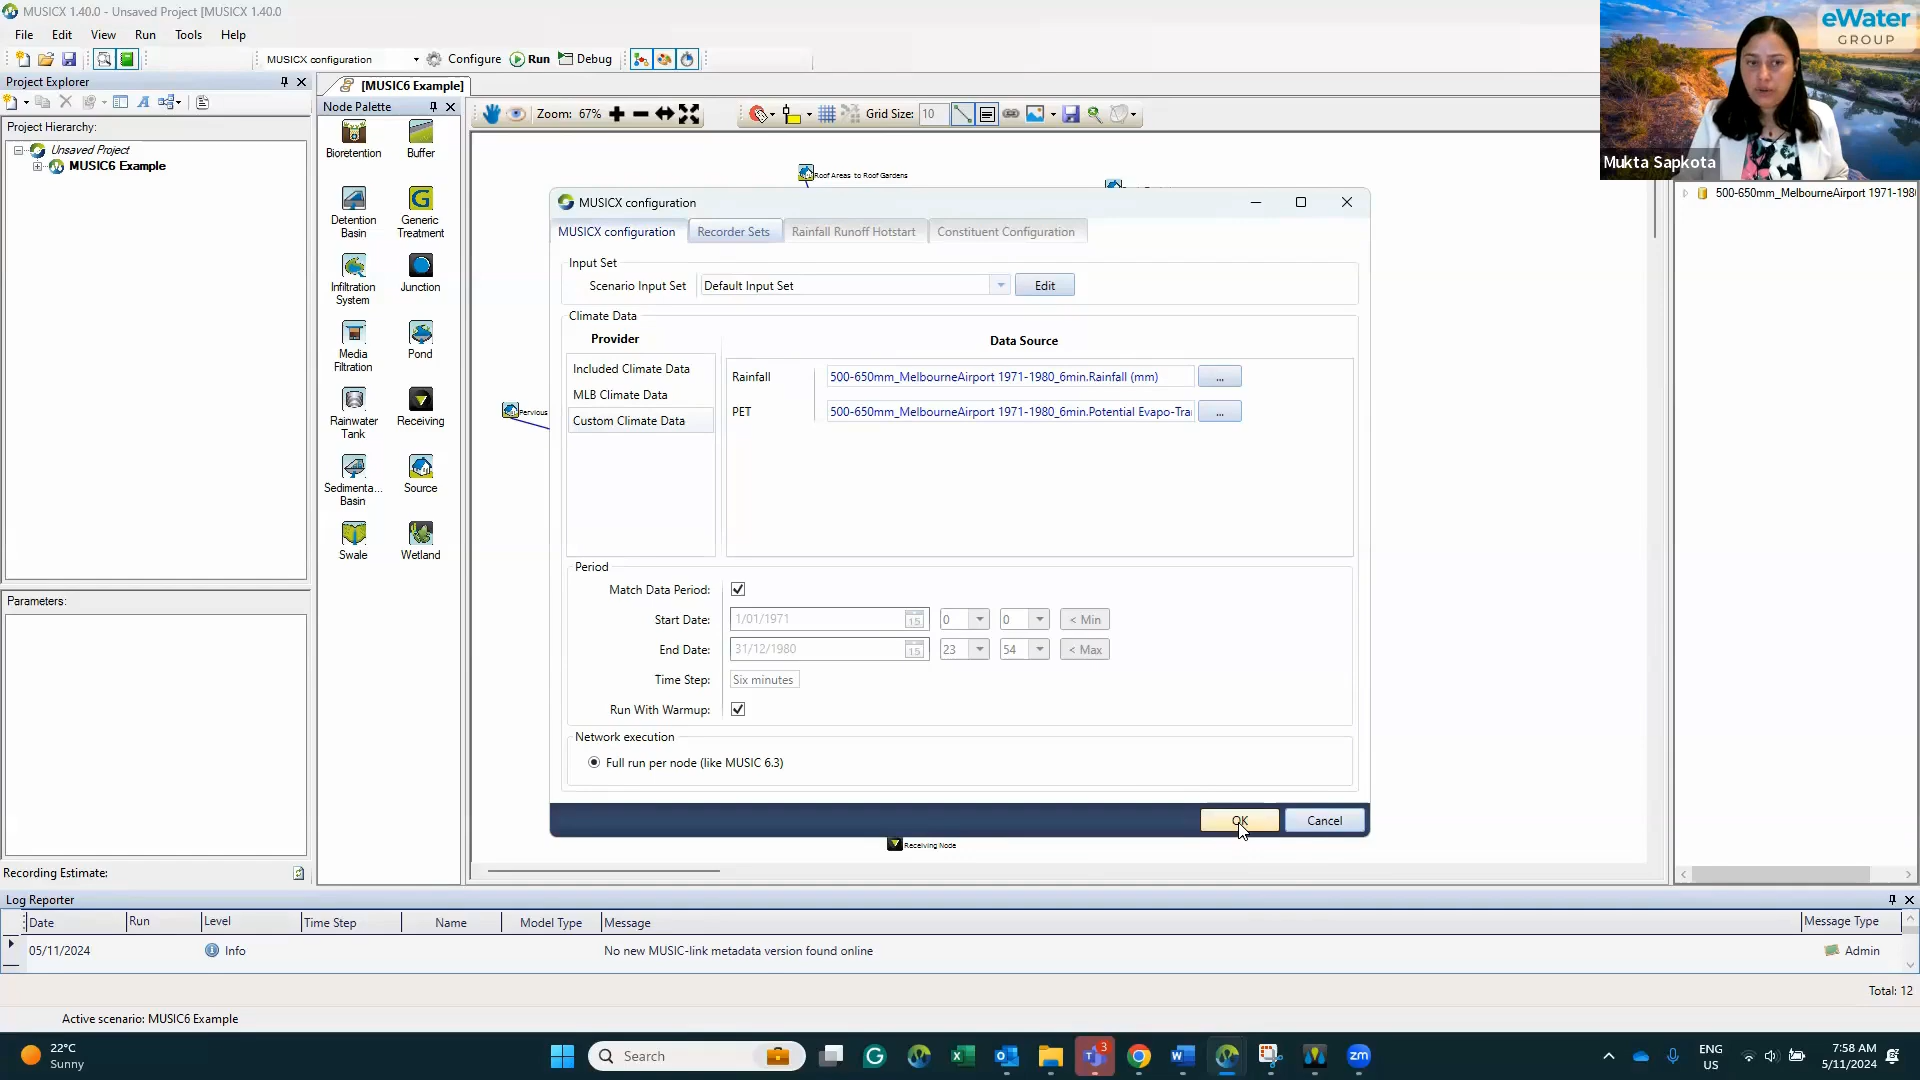 MUSICX 1.40.0 - Unsaved Project [MUSICX 1.40.0
File Edit View Run Tools Help
MUSICX configuration Configure Run Debug
Project Explorer
Project Hierarchy:
Unsaved Project
MUSIC6 Example
Parameters:
Recording Estimate:
[MUSIC6 Example]
Node Palette
Bioretention Buffer
Detention Basin
Generic Treatment
Infiltration System
Junction
Media Filtration
Pond
Rainwater Tank
Receiving
Sedimenta... Basin
Source
Swale Wetland
Zoom: 67% Grid Size: 10
Roof Areas to Roof Gardens
Pervious
Receiving Node
MUSICX configuration
MUSICX configuration Recorder Sets Rainfall Runoff Hotstart Constituent Configuration
Input Set
Scenario Input Set Default Input Set Edit
Climate Data
Provider Data Source
Included Climate Data
MLB Climate Data
Custom Climate Data
Rainfall 500-650mm_MelbourneAirport 1971-1980_6min.Rainfall (mm) ...
PET 500-650mm_MelbourneAirport 1971-1980_6min.Potential Evapo-Tra ...
Period
Match Data Period:
Start Date: 1/01/1971 15 0 0 < Min
End Date: 31/12/1980 15 23 54 < Max
Time Step: Six minutes
Run With Warmup:
Network execution
Full run per node (like MUSIC 6.3)
OK Cancel
eWater
GROUP
Mukta Sapkota
500-650mm_MelbourneAirport 1971-198
Log Reporter
Date Run Level Time Step Name Model Type Message Message Type
05/11/2024 Info No new MUSIC-link metadata version found online Admin
Total: 12
Active scenario: MUSIC6 Example
22°C
Sunny
Search
3
zm
ENG
US
7:58 AM
5/11/2024